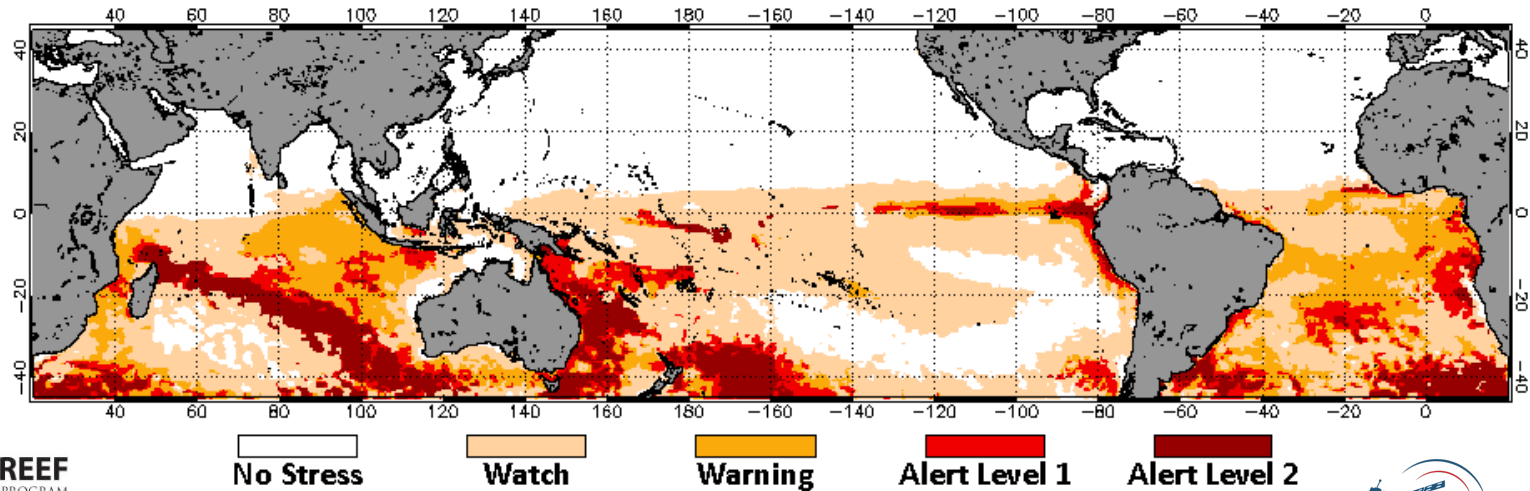 40 60 80 100 120 140 160 180 −160 −140 −120 −100 −80 −60 −40 −20 0
40 40
20 20
0 0
−20 −20
−40 −40
40 60 80 100 120 140 160 180 −160 −140 −120 −100 −80 −60 −40 −20 0
No Stress Watch Warning Alert Level 1 Alert Level 2
REEF
PROGRAM